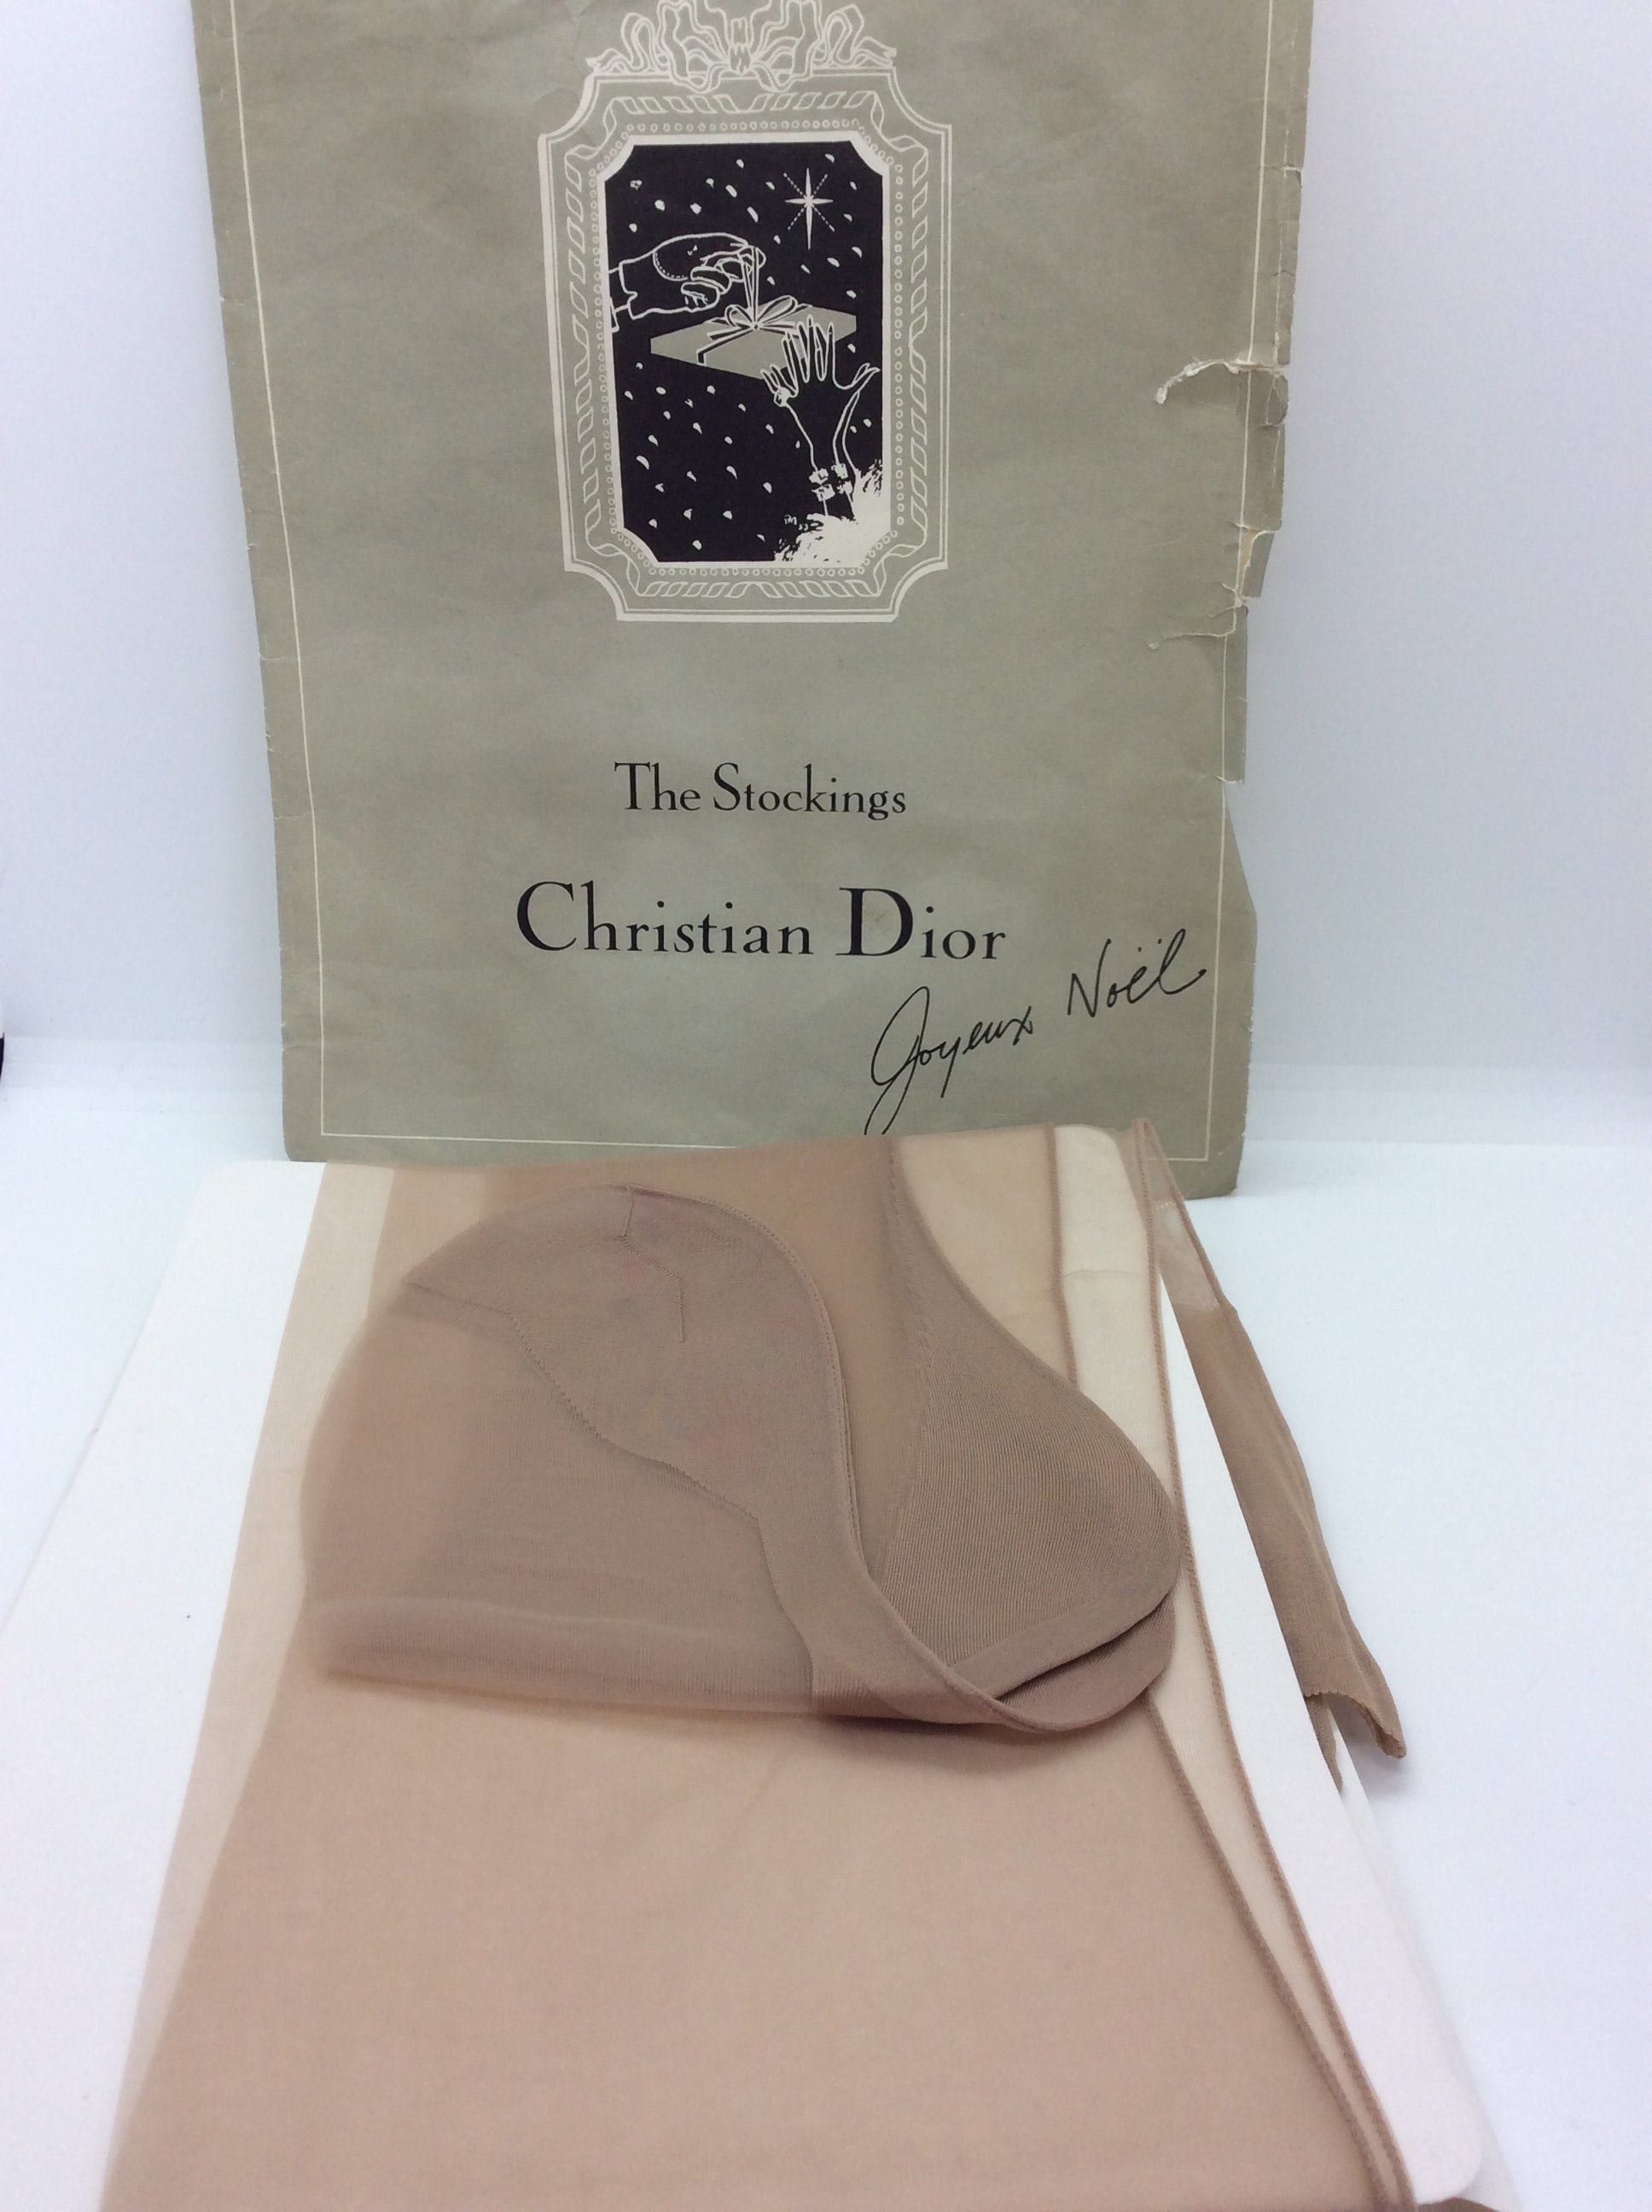 The Stockings
Christian Dior
Joyeux Noël